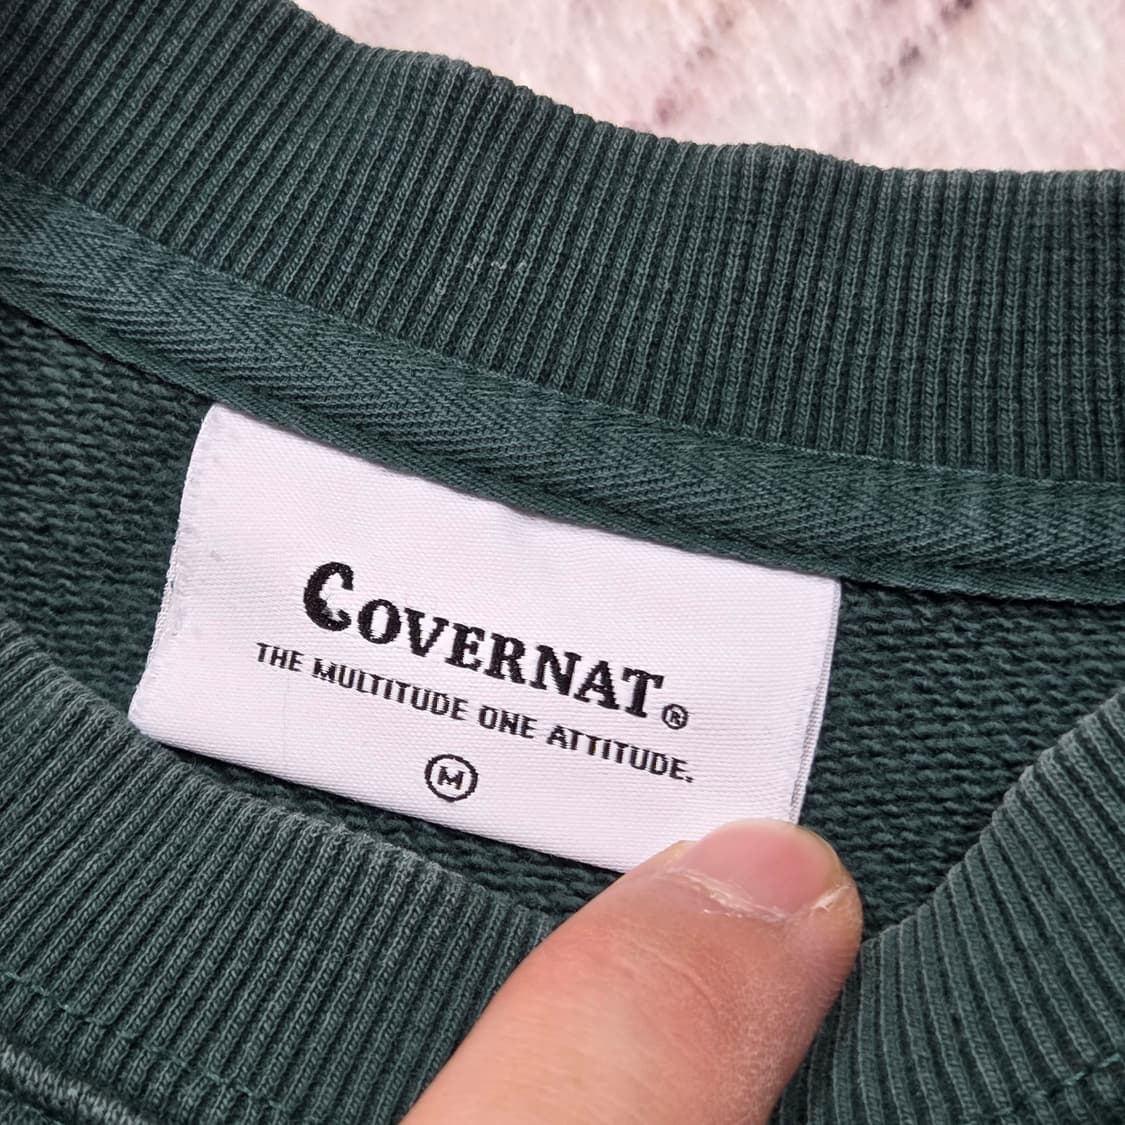 COVERNAT®
THE MULTITUDE ONE ATTITUDE.
M